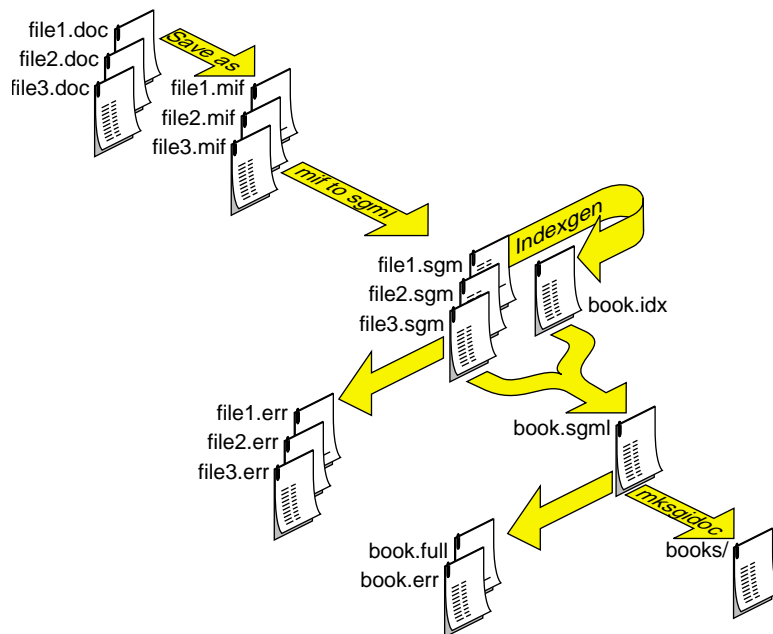 file1.doc
Save as
file2.doc
file3.doc
file1.mif
file2.mif
file3.mif
mif to sgml
Indexgen
file1.sgm
file2.sgm
book.idx
file3.sgm
file1.err
book.sgml
file2.err
file3.err
mksgidoc
book.full
books/
book.err